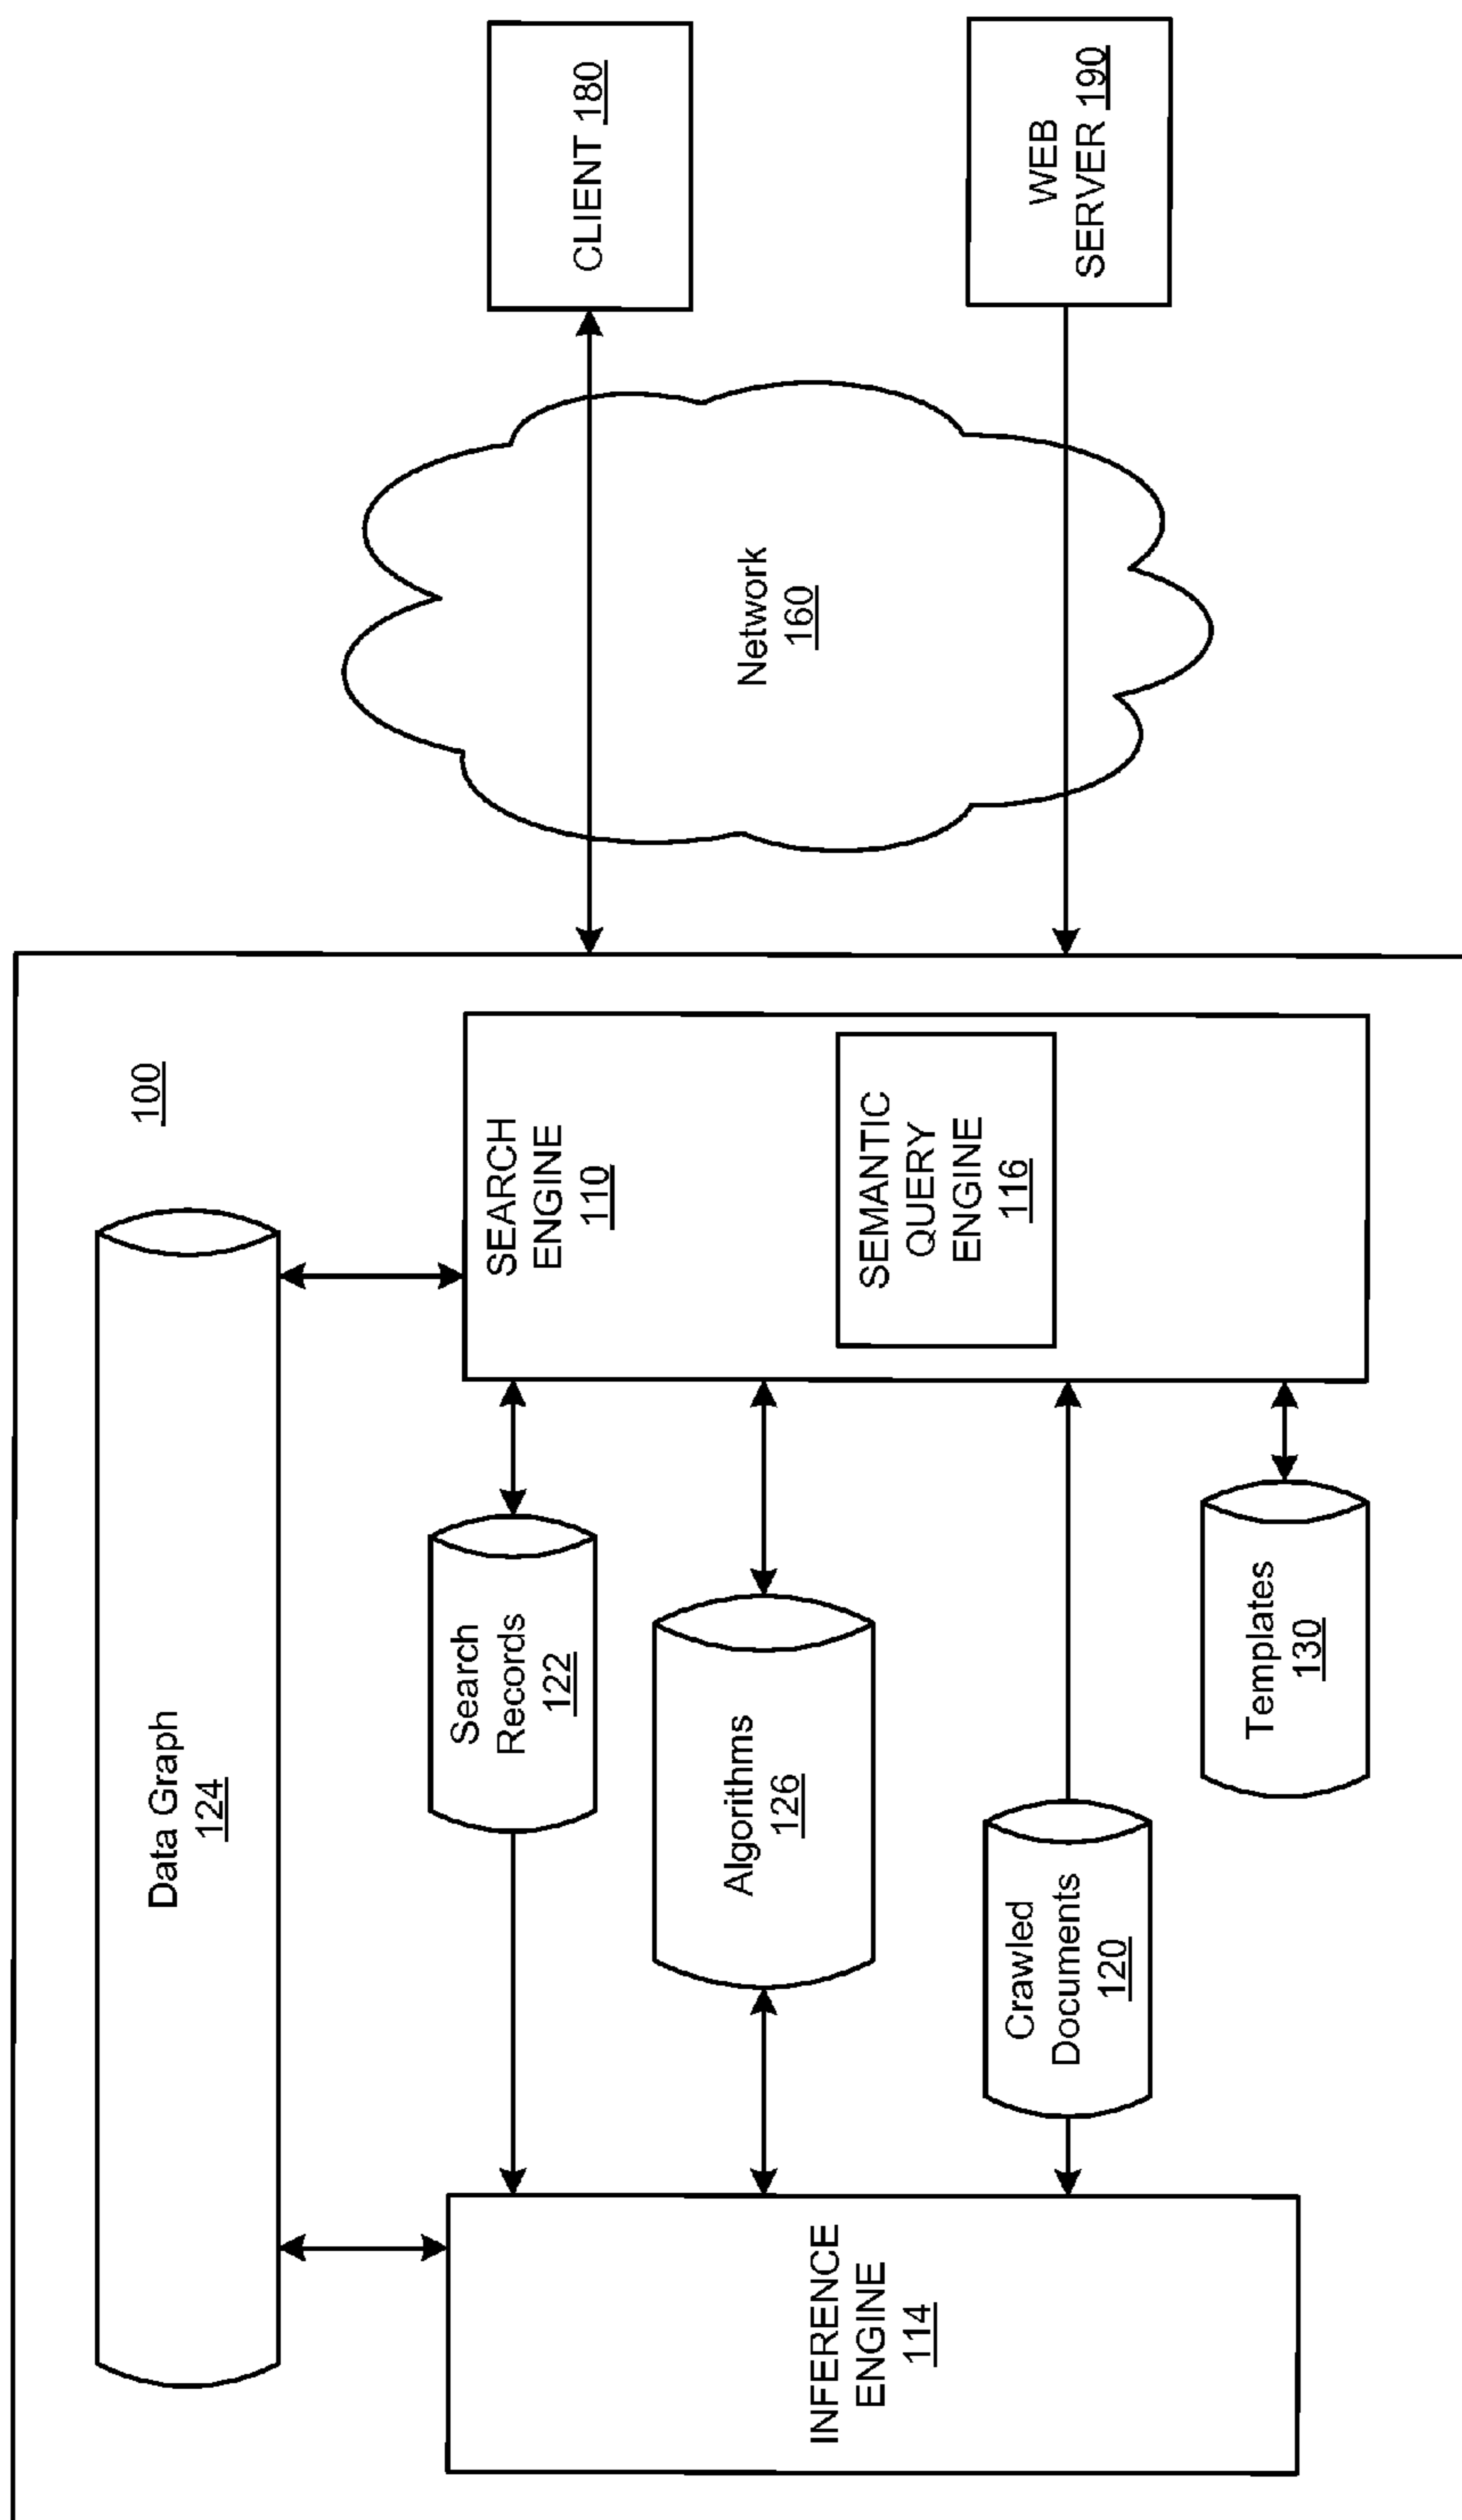 100
Data Graph
124
INFERENCE
ENGINE
114
Search
Records
122
Algorithms
126
Crawled
Documents
120
Templates
130
SEARCH
ENGINE
110
SEMANTIC
QUERY
ENGINE
116
Network
160
CLIENT 180
WEB
SERVER 190